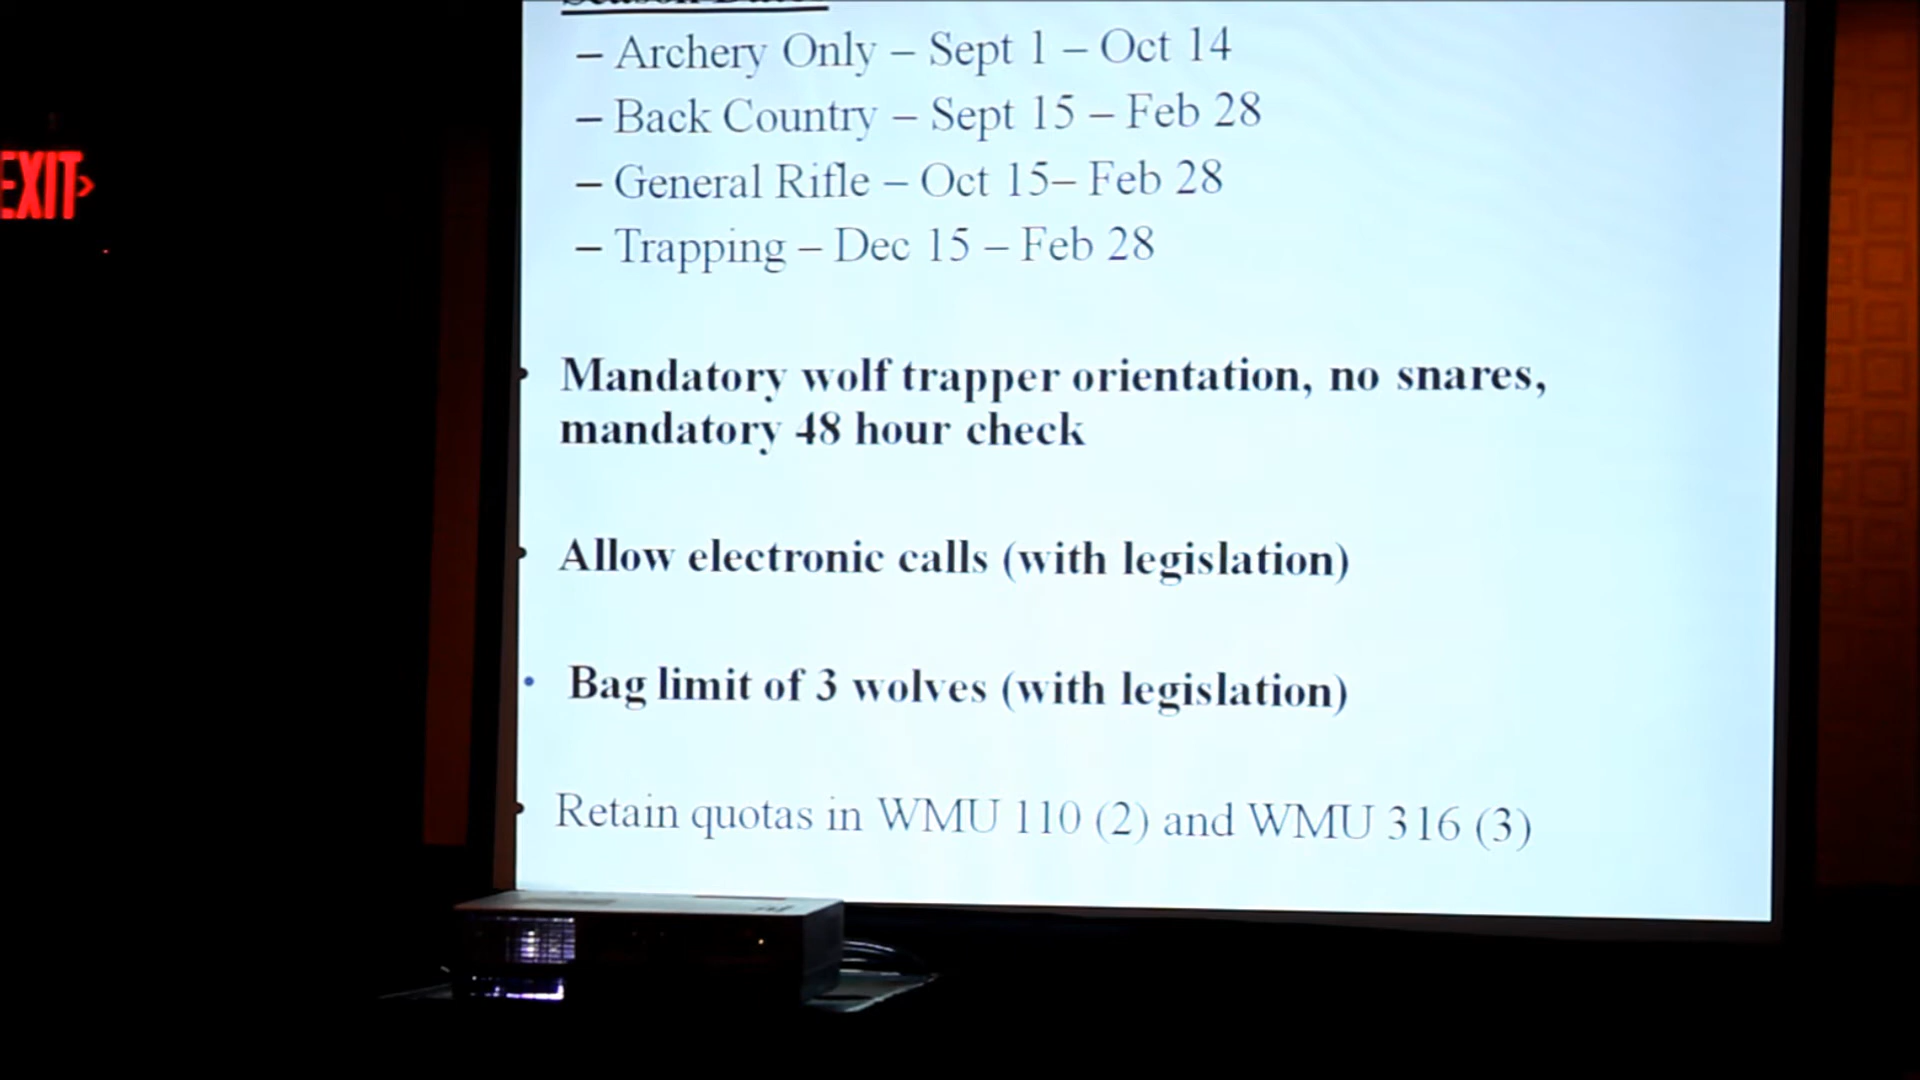 – Archery Only – Sept 1 – Oct 14
– Back Country – Sept 15 – Feb 28
– General Rifle – Oct 15– Feb 28
– Trapping – Dec 15 – Feb 28
Mandatory wolf trapper orientation, no snares,
mandatory 48 hour check
Allow electronic calls (with legislation)
• Bag limit of 3 wolves (with legislation)
Retain quotas in WMU 110 (2) and WMU 316 (3)
EXIT>